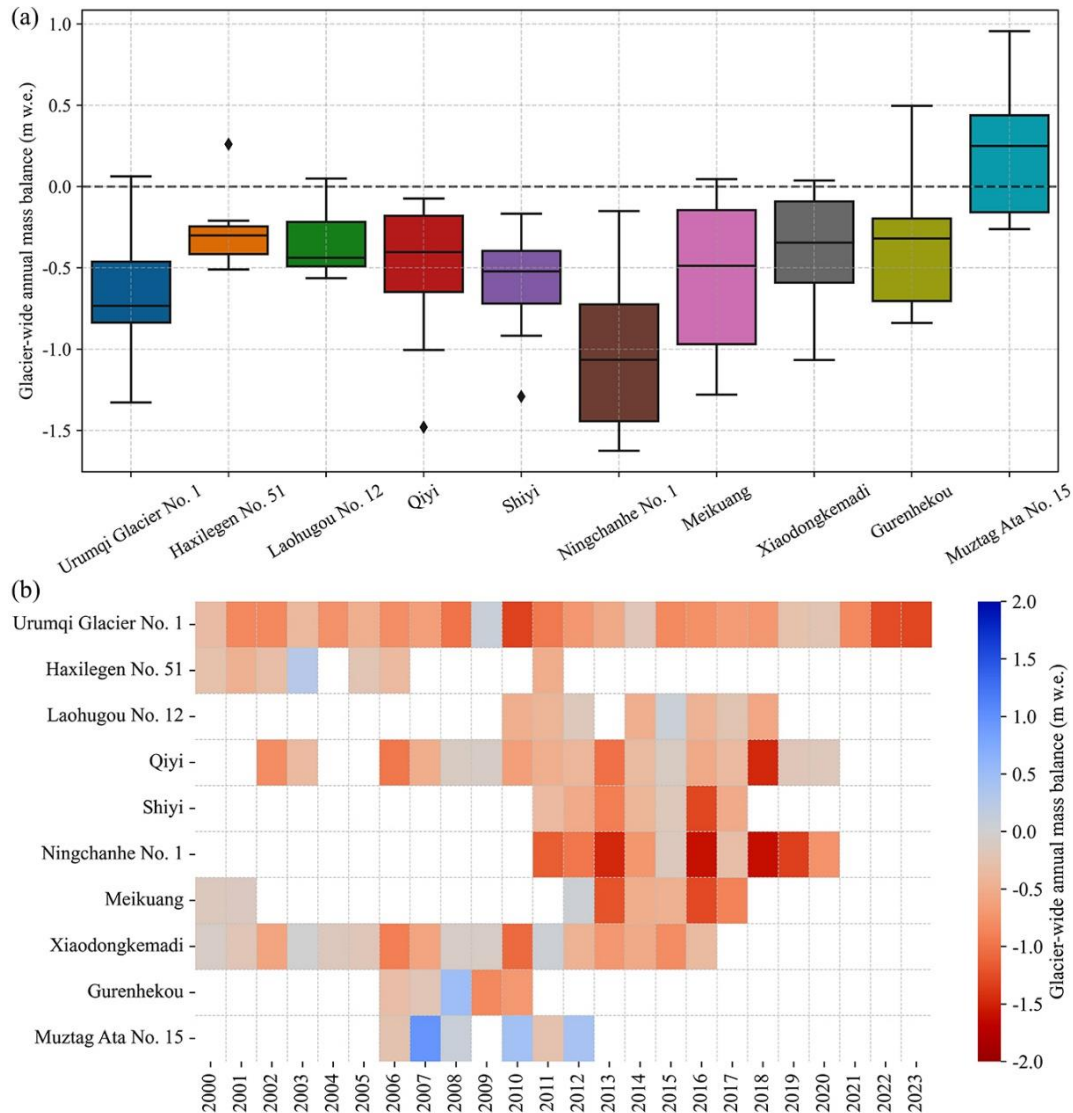 (a)
Glacier-wide annual mass balance (m w.e.)
1.0
0.5
0.0
-0.5
-1.0
-1.5
Urumqi Glacier No. 1
Haxilegen No. 51
Laohugou No. 12
Qiyi
Shiyi
Ningchanhe No. 1
Meikuang
Xiaodongkemadi
Gurenhekou
Muztag Ata No. 15
(b)
Urumqi Glacier No. 1
Haxilegen No. 51
Laohugou No. 12
Qiyi
Shiyi
Ningchanhe No. 1
Meikuang
Xiaodongkemadi
Gurenhekou
Muztag Ata No. 15
2000
2001
2002
2003
2004
2005
2006
2007
2008
2009
2010
2011
2012
2013
2014
2015
2016
2017
2018
2019
2020
2021
2022
2023
2.0
1.5
1.0
0.5
0.0
-0.5
-1.0
-1.5
-2.0
Glacier-wide annual mass balance (m w.e.)